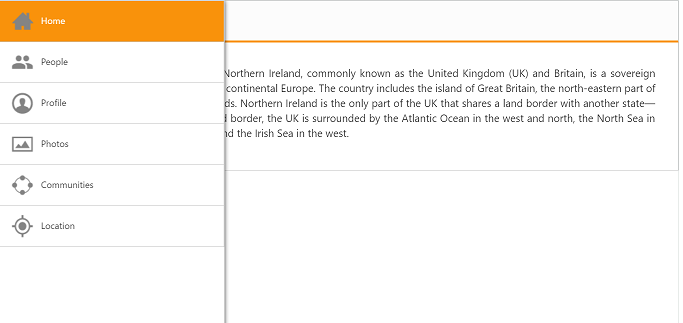 Home
People
Profile
Photos
Communities
Location
Northern Ireland, commonly known as the United Kingdom (UK) and Britain, is a sovereign
continental Europe. The country includes the island of Great Britain, the north-eastern part of
ds. Northern Ireland is the only part of the UK that shares a land border with another state—
d border, the UK is surrounded by the Atlantic Ocean in the west and north, the North Sea in
nd the Irish Sea in the west.